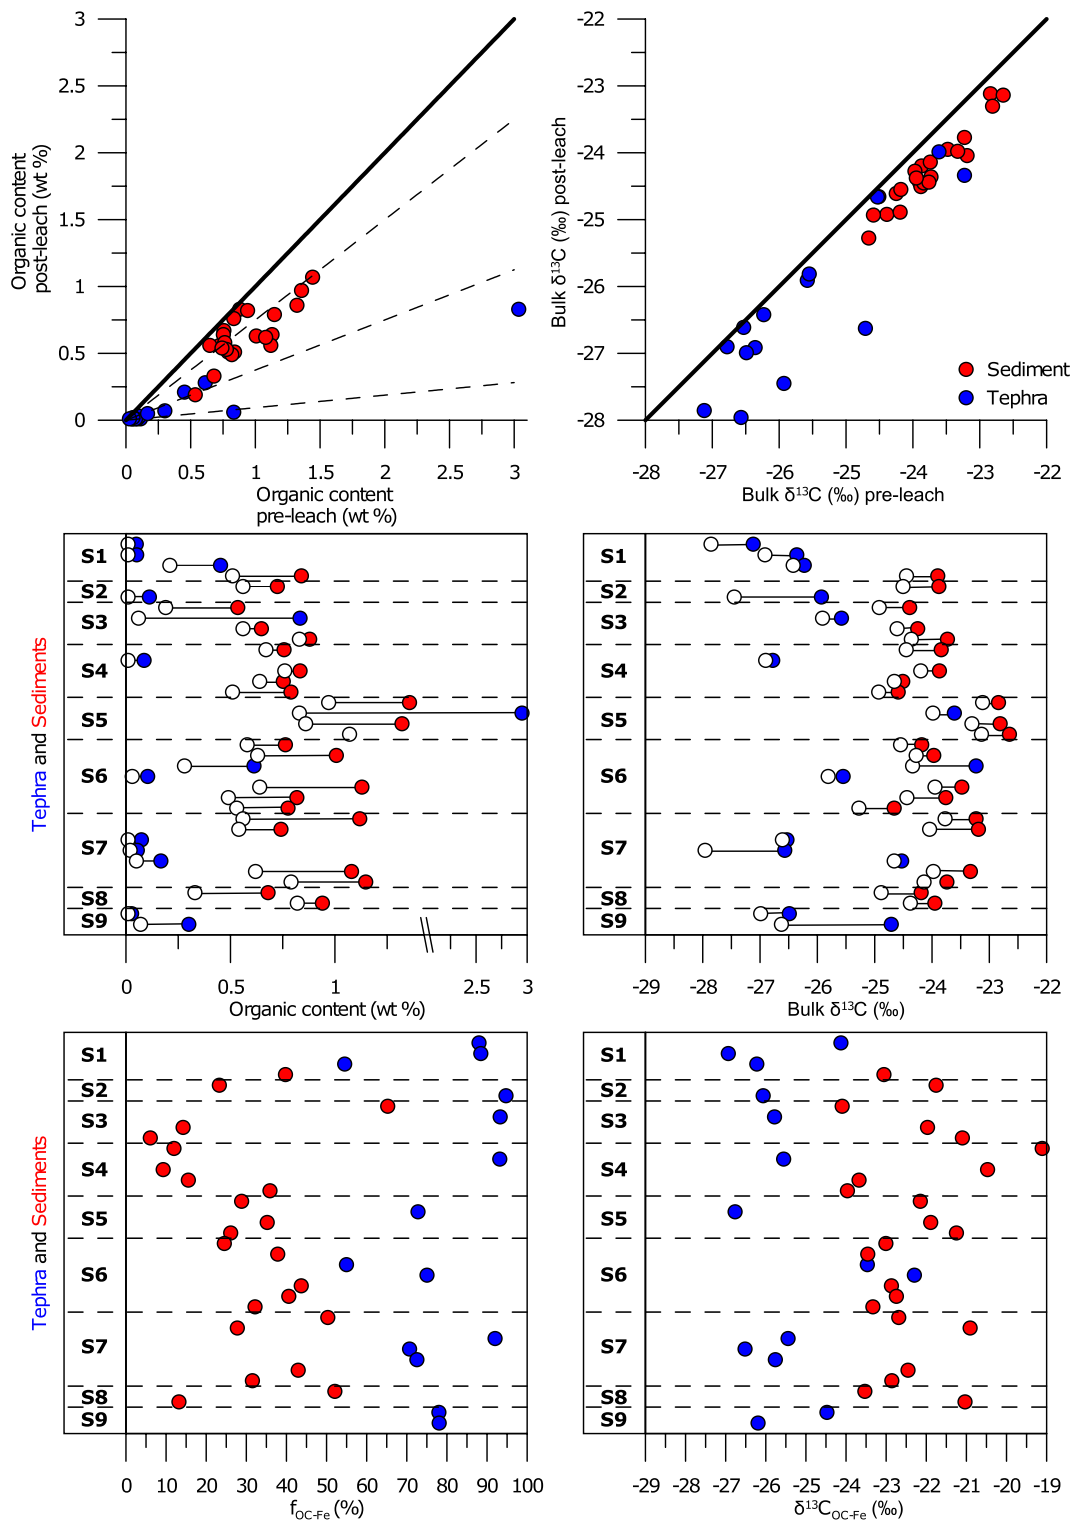 3
2.5
2
1.5
1
0.5
0
Organic content
post-leach (wt %)
0 0.5 1 1.5 2 2.5 3
Organic content
pre-leach (wt %)
-22
-23
-24
-25
-26
-27
-28
Bulk δ¹³C (‰) post-leach
Sediment
Tephra
-28 -27 -26 -25 -24 -23 -22
Bulk δ¹³C (‰) pre-leach
Tephra and Sediments
S1
S2
S3
S4
S5
S6
S7
S8
S9
0 0.5 1 2.5 3
Organic content (wt %)
S1
S2
S3
S4
S5
S6
S7
S8
S9
-29 -28 -27 -26 -25 -24 -23 -22
Bulk δ¹³C (‰)
Tephra and Sediments
S1
S2
S3
S4
S5
S6
S7
S8
S9
0 10 20 30 40 50 60 70 80 90 100
f_OC-Fe (%)
S1
S2
S3
S4
S5
S6
S7
S8
S9
-29 -28 -27 -26 -25 -24 -23 -22 -21 -20 -19
δ¹³C_OC-Fe (‰)